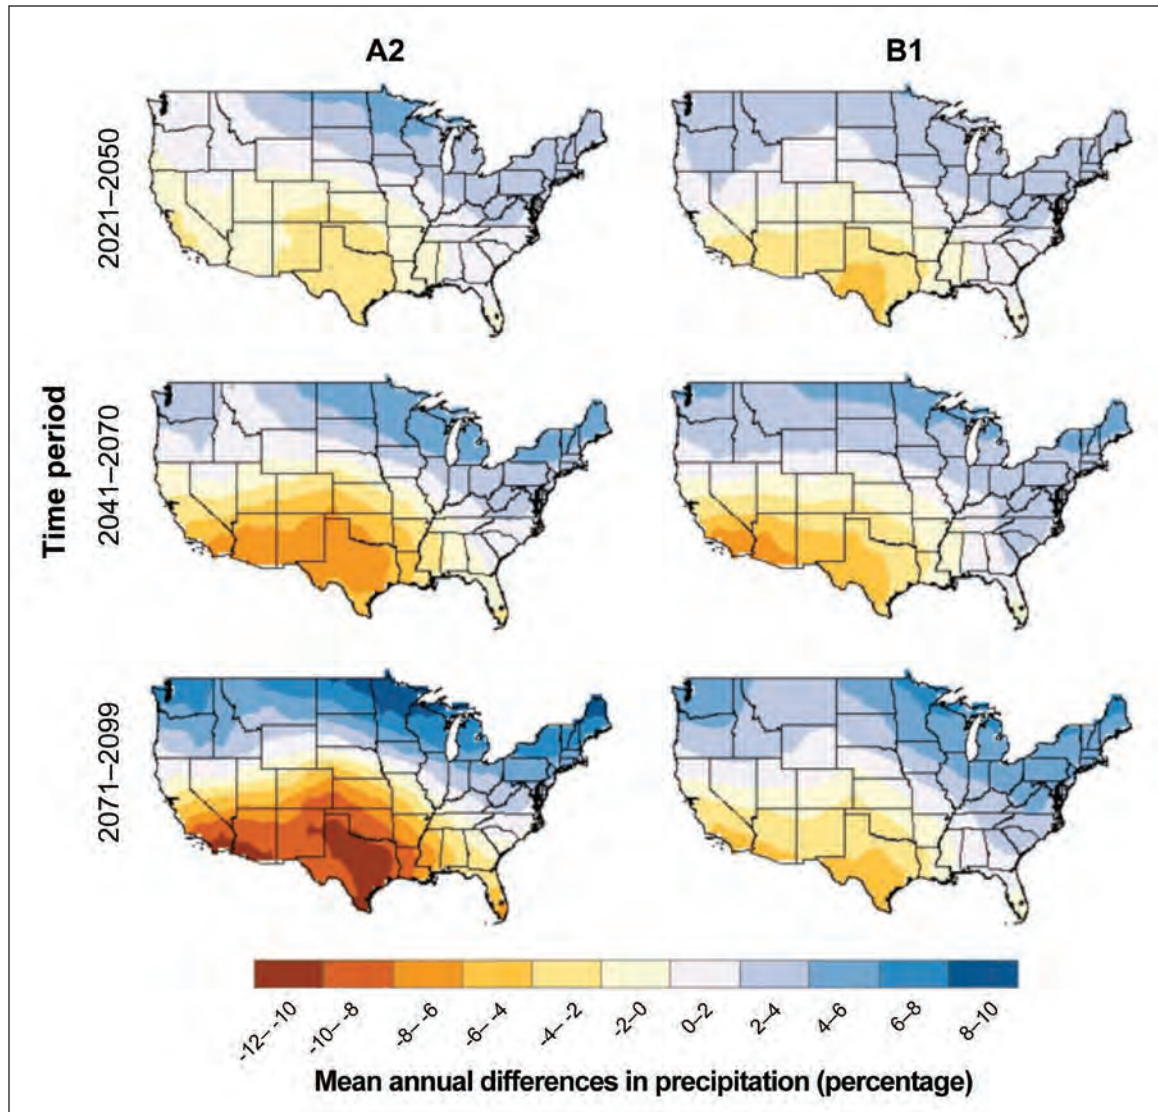 A2 B1
2021–2050
2041–2070
2071–2099
Time period
-12– -10 -10– -8 -8– -6 -6– -4 -4– -2 -2–0 0–2 2–4 4–6 6–8 8–10
Mean annual differences in precipitation (percentage)